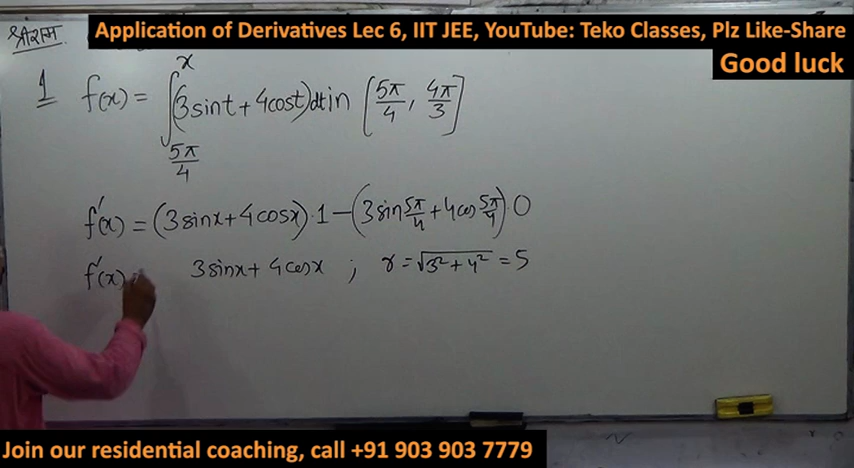 श्रीराम
Application of Derivatives Lec 6, IIT JEE, YouTube: Teko Classes, Plz Like-Share
Good luck
1 f(x) = ∫_{5π/4}^{x} (3sint + 4cost)dt in [5π/4, 4π/3]
f'(x) = (3sinx + 4cosx)·1 − (3sin 5π/4 + 4cos 5π/4) 0
f'(x) = 3sinx + 4cosx ; r = √(3² + 4²) = 5
Join our residential coaching, call +91 903 903 7779